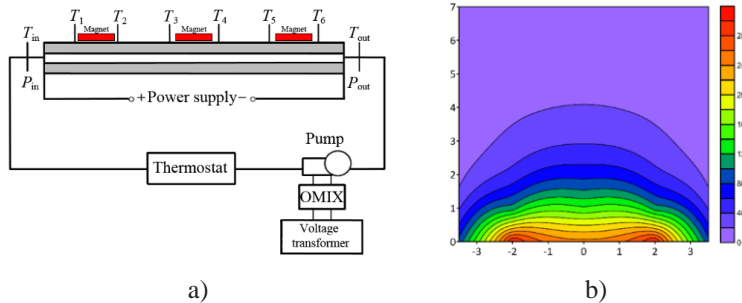 T1 Magnet T2 T3 Magnet T4 T5 Magnet T6
Tin Tout
Pin Pout
+Power supply−
Pump
Thermostat
OMIX
Voltage
transformer
a)
7
6
5
4
3
2
1
0
-3 -2 -1 0 1 2 3
b)